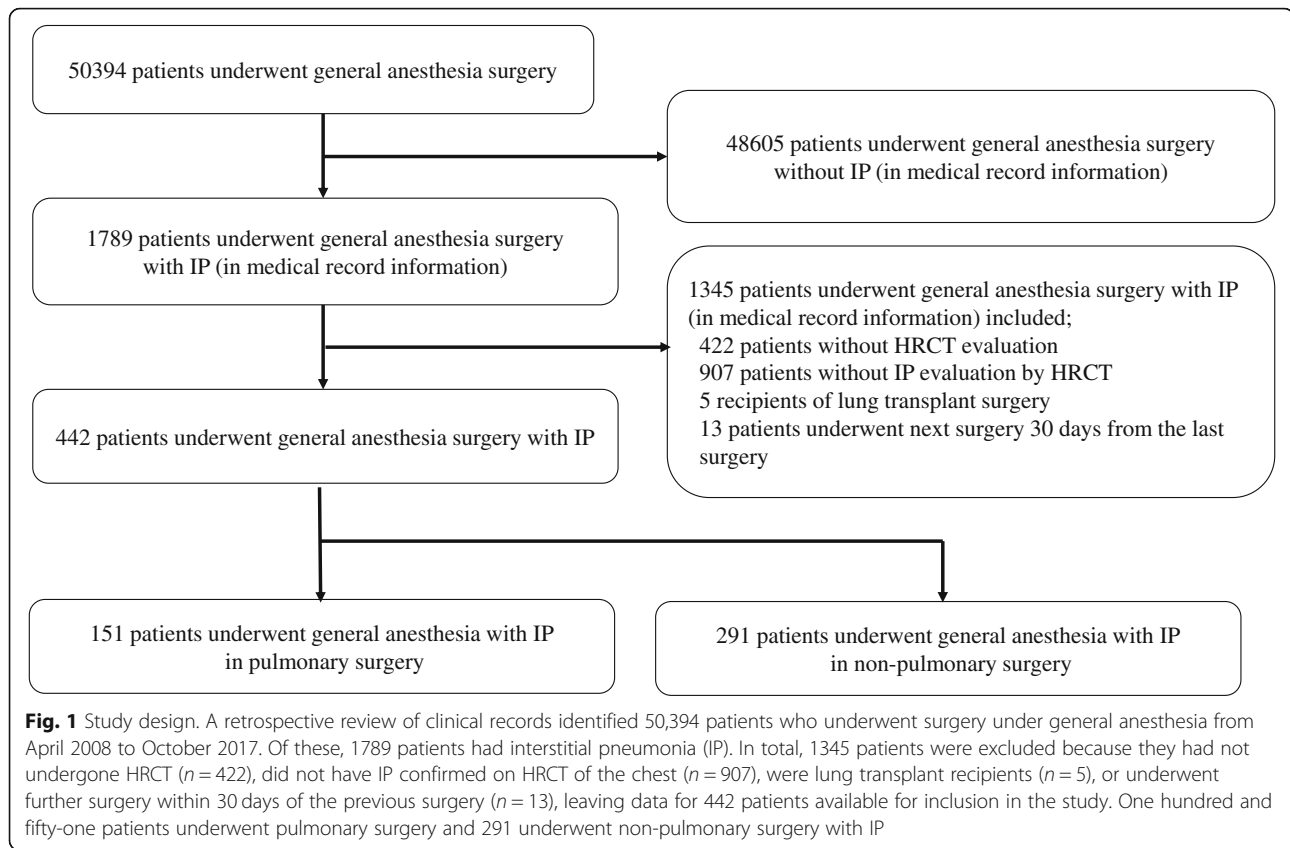 50394 patients underwent general anesthesia surgery
48605 patients underwent general anesthesia surgery
without IP (in medical record information)
1789 patients underwent general anesthesia surgery
with IP (in medical record information)
1345 patients underwent general anesthesia surgery with IP
(in medical record information) included;
422 patients without HRCT evaluation
907 patients without IP evaluation by HRCT
5 recipients of lung transplant surgery
13 patients underwent next surgery 30 days from the last
surgery
442 patients underwent general anesthesia surgery with IP
151 patients underwent general anesthesia with IP
in pulmonary surgery
291 patients underwent general anesthesia with IP
in non-pulmonary surgery
Fig. 1 Study design. A retrospective review of clinical records identified 50,394 patients who underwent surgery under general anesthesia from
April 2008 to October 2017. Of these, 1789 patients had interstitial pneumonia (IP). In total, 1345 patients were excluded because they had not
undergone HRCT (n = 422), did not have IP confirmed on HRCT of the chest (n = 907), were lung transplant recipients (n = 5), or underwent
further surgery within 30 days of the previous surgery (n = 13), leaving data for 442 patients available for inclusion in the study. One hundred and
fifty-one patients underwent pulmonary surgery and 291 underwent non-pulmonary surgery with IP